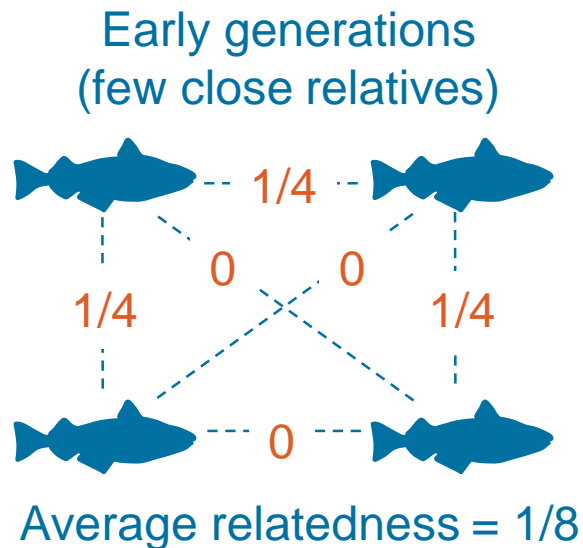 Early generations
(few close relatives)
1/4
0 0
1/4 1/4
0
Average relatedness = 1/8